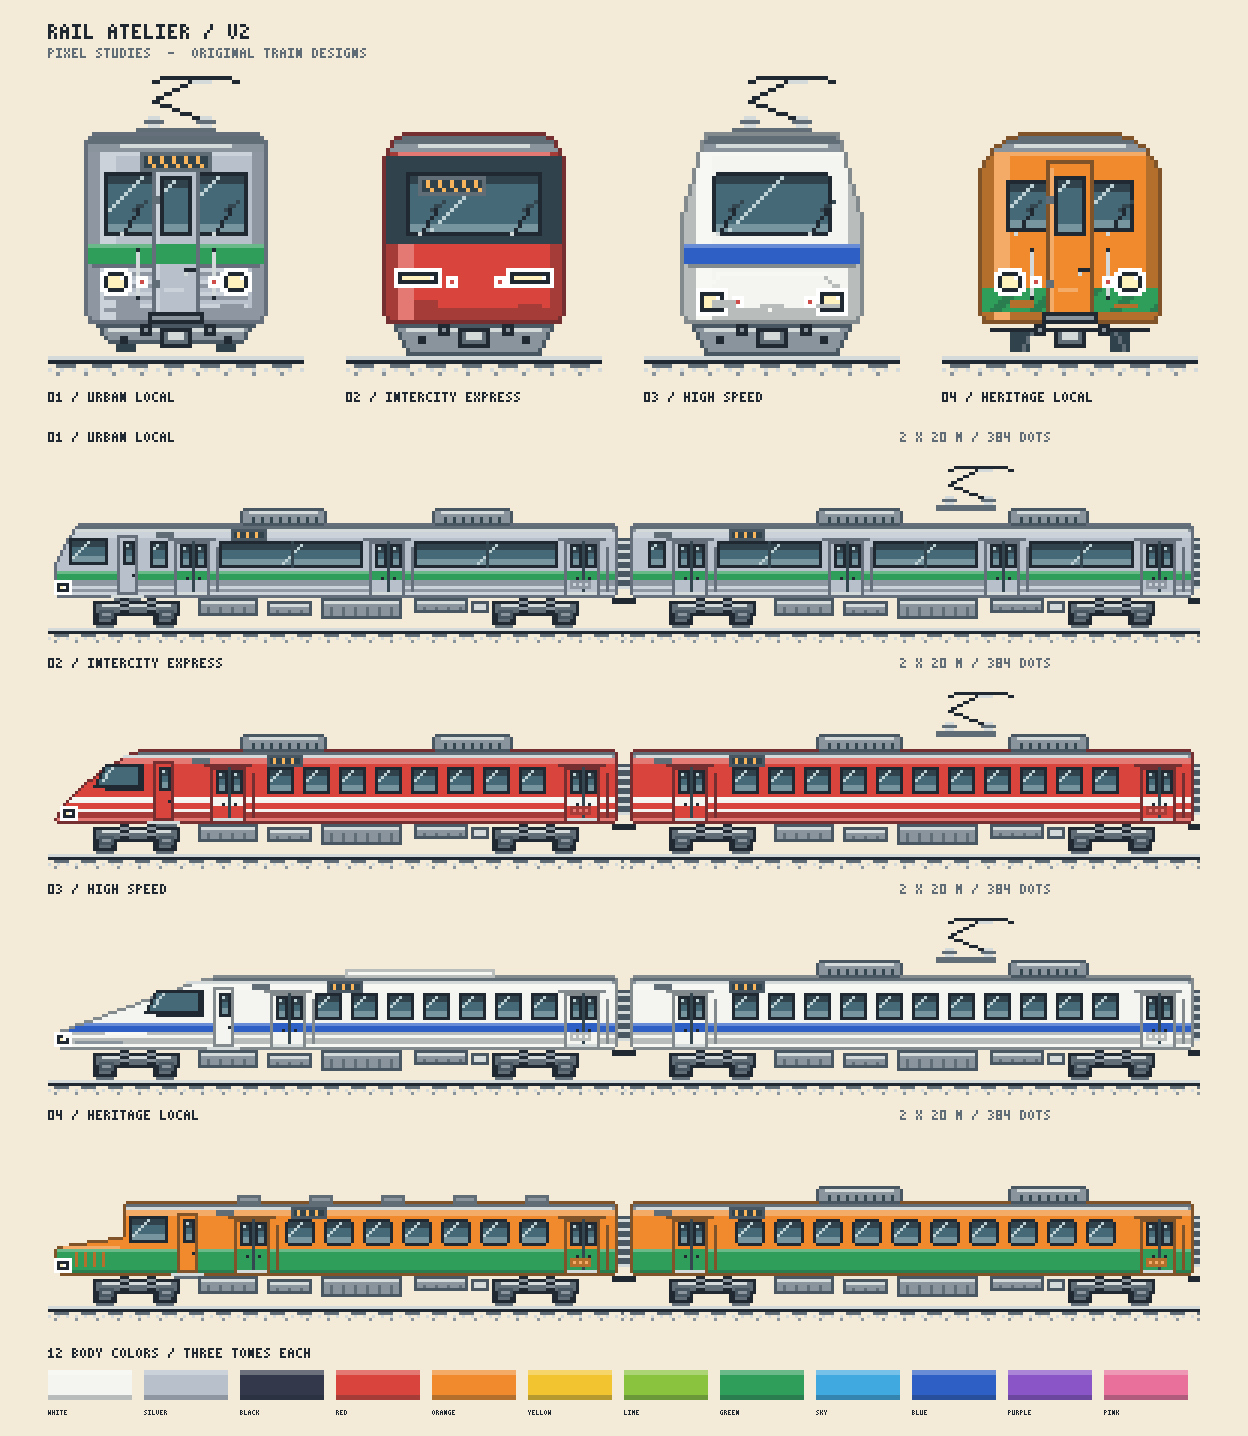 RAIL ATELIER / V2
PIXEL STUDIES - ORIGINAL TRAIN DESIGNS
01 / URBAN LOCAL
02 / INTERCITY EXPRESS
03 / HIGH SPEED
04 / HERITAGE LOCAL
01 / URBAN LOCAL
2 X 20 M / 384 DOTS
02 / INTERCITY EXPRESS
2 X 20 M / 384 DOTS
03 / HIGH SPEED
2 X 20 M / 384 DOTS
04 / HERITAGE LOCAL
2 X 20 M / 384 DOTS
12 BODY COLORS / THREE TONES EACH
WHITE
SILVER
BLACK
RED
ORANGE
YELLOW
LIME
GREEN
SKY
BLUE
PURPLE
PINK